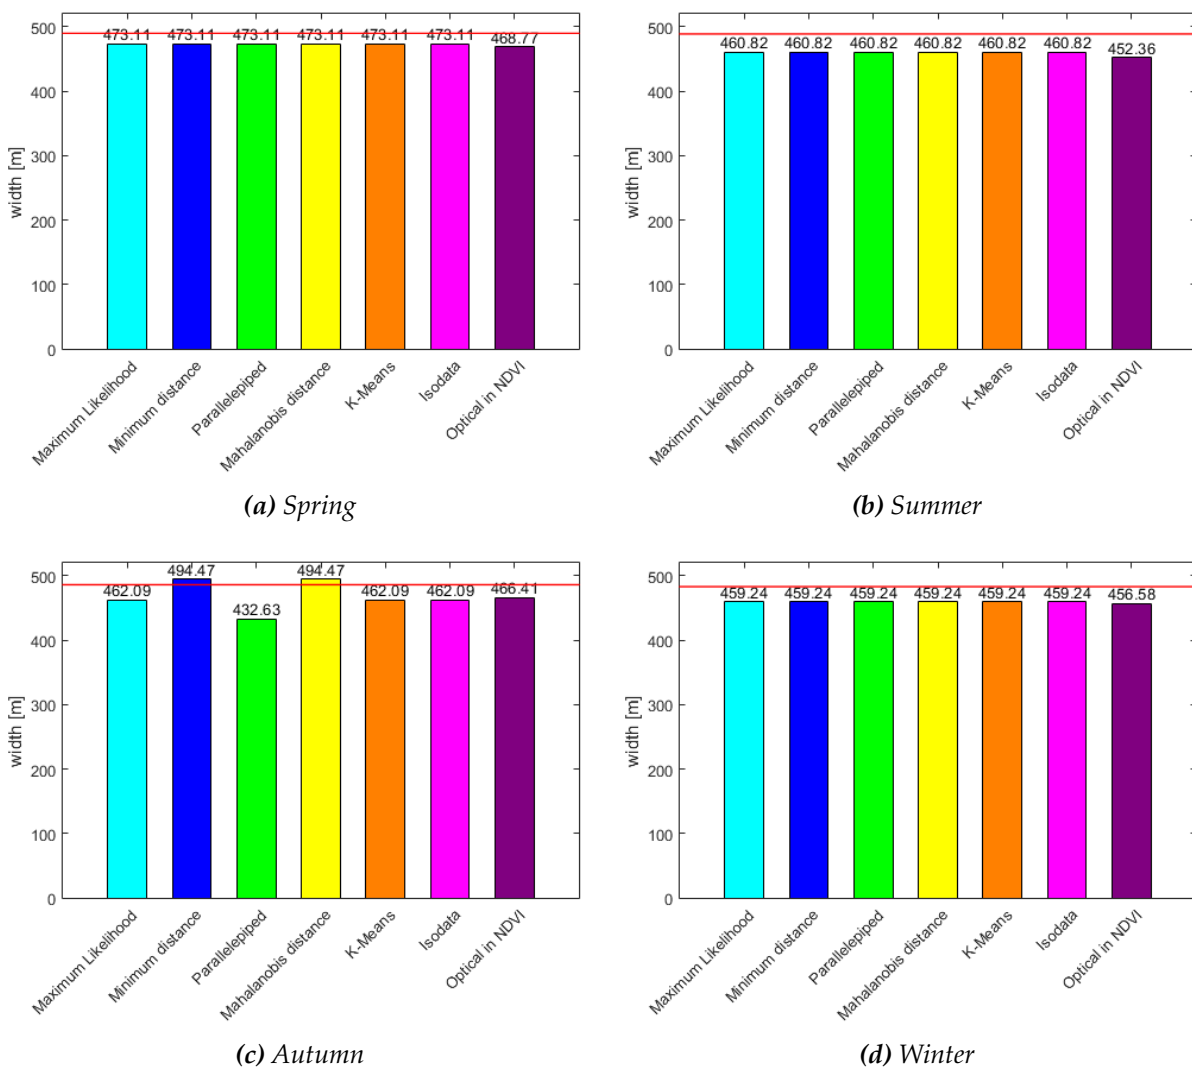 500
400
300
200
100
0
width [m]
473.11 473.11 473.11 473.11 473.11 473.11 468.77
Maximum Likelihood
Minimum distance
Parallelepiped
Mahalanobis distance
K-Means
Isodata
Optical in NDVI
(a) Spring
500
400
300
200
100
0
width [m]
460.82 460.82 460.82 460.82 460.82 460.82 452.36
Maximum Likelihood
Minimum distance
Parallelepiped
Mahalanobis distance
K-Means
Isodata
Optical in NDVI
(b) Summer
500
400
300
200
100
0
width [m]
462.09 494.47 432.63 494.47 462.09 462.09 466.41
Maximum Likelihood
Minimum distance
Parallelepiped
Mahalanobis distance
K-Means
Isodata
Optical in NDVI
(c) Autumn
500
400
300
200
100
0
width [m]
459.24 459.24 459.24 459.24 459.24 459.24 456.58
Maximum Likelihood
Minimum distance
Parallelepiped
Mahalanobis distance
K-Means
Isodata
Optical in NDVI
(d) Winter